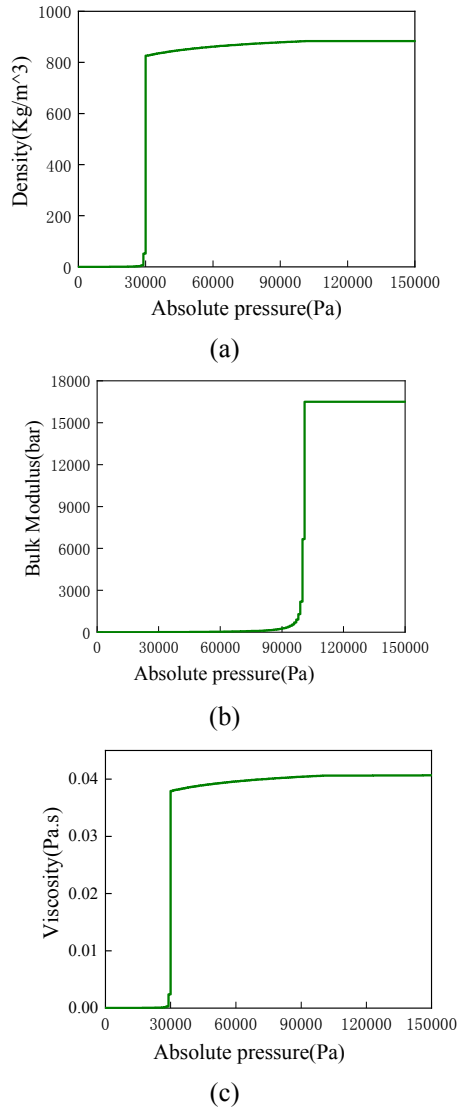 1000
800
600
400
200
0
Density(Kg/m^3)
0 30000 60000 90000 120000 150000
Absolute pressure(Pa)
(a)
18000
15000
12000
9000
6000
3000
0
Bulk Modulus(bar)
0 30000 60000 90000 120000 150000
Absolute pressure(Pa)
(b)
0.04
0.03
0.02
0.01
0.00
Viscosity(Pa.s)
0 30000 60000 90000 120000 150000
Absolute pressure(Pa)
(c)